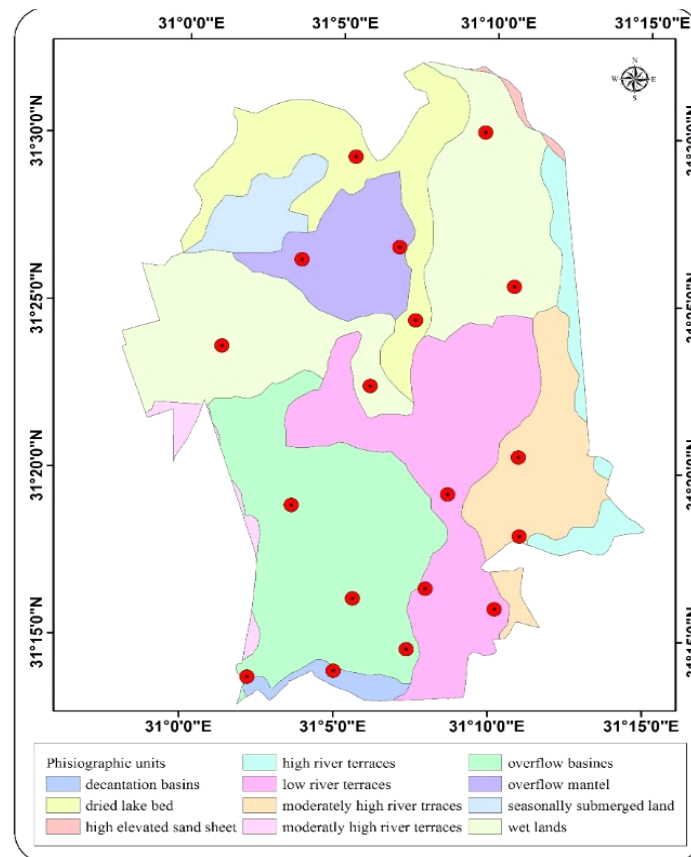 31°0'0"E 31°5'0"E 31°10'0"E 31°15'0"E
N
W E
S
31°30'0"N
31°25'0"N
31°20'0"N
31°15'0"N
31°0'0"E 31°5'0"E 31°10'0"E 31°15'0"E
Phisiographic units high river terraces overflow basines
decantation basins low river terraces overflow mantel
dried lake bed moderately high river trraces seasonally submerged land
high elevated sand sheet moderatly high river terraces wet lands